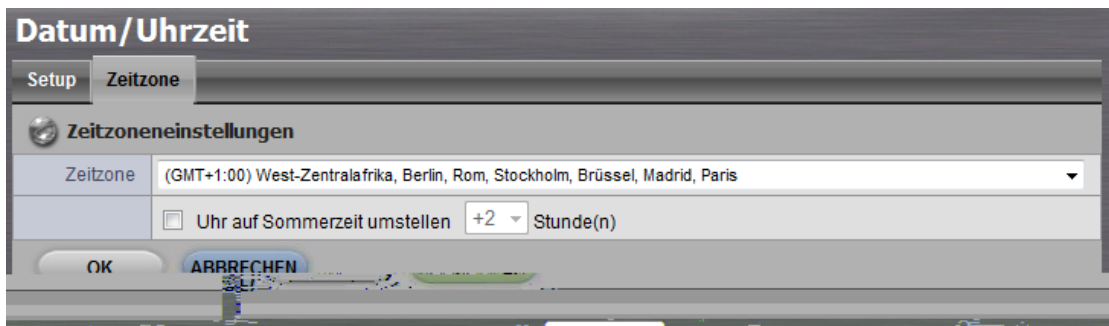 Datum/Uhrzeit
Setup Zeitzone
Zeitzoneneinstellungen
Zeitzone (GMT+1:00) West-Zentralafrika, Berlin, Rom, Stockholm, Brüssel, Madrid, Paris
Uhr auf Sommerzeit umstellen +2 Stunde(n)
OK ABBRECHEN